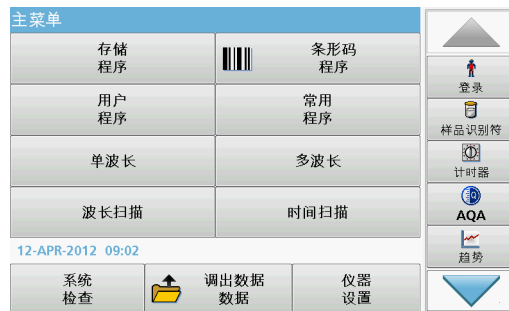 主菜单
存储
程序
条形码
程序
用户
程序
常用
程序
单波长
多波长
波长扫描
时间扫描
12-APR-2012 09:02
系统
检查
调出数据
数据
仪器
设置
登录
样品识别符
计时器
AQA
趋势